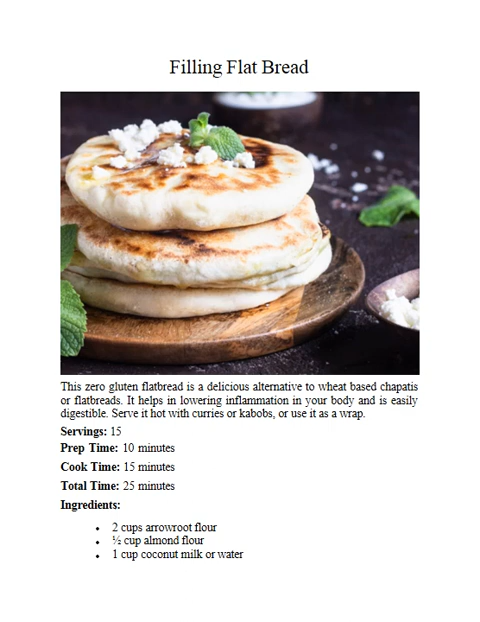 Filling Flat Bread
This zero gluten flatbread is a delicious alternative to wheat based chapatis
or flatbreads. It helps in lowering inflammation in your body and is easily
digestible. Serve it hot with curries or kabobs, or use it as a wrap.
Servings: 15
Prep Time: 10 minutes
Cook Time: 15 minutes
Total Time: 25 minutes
Ingredients:
• 2 cups arrowroot flour
• ½ cup almond flour
• 1 cup coconut milk or water